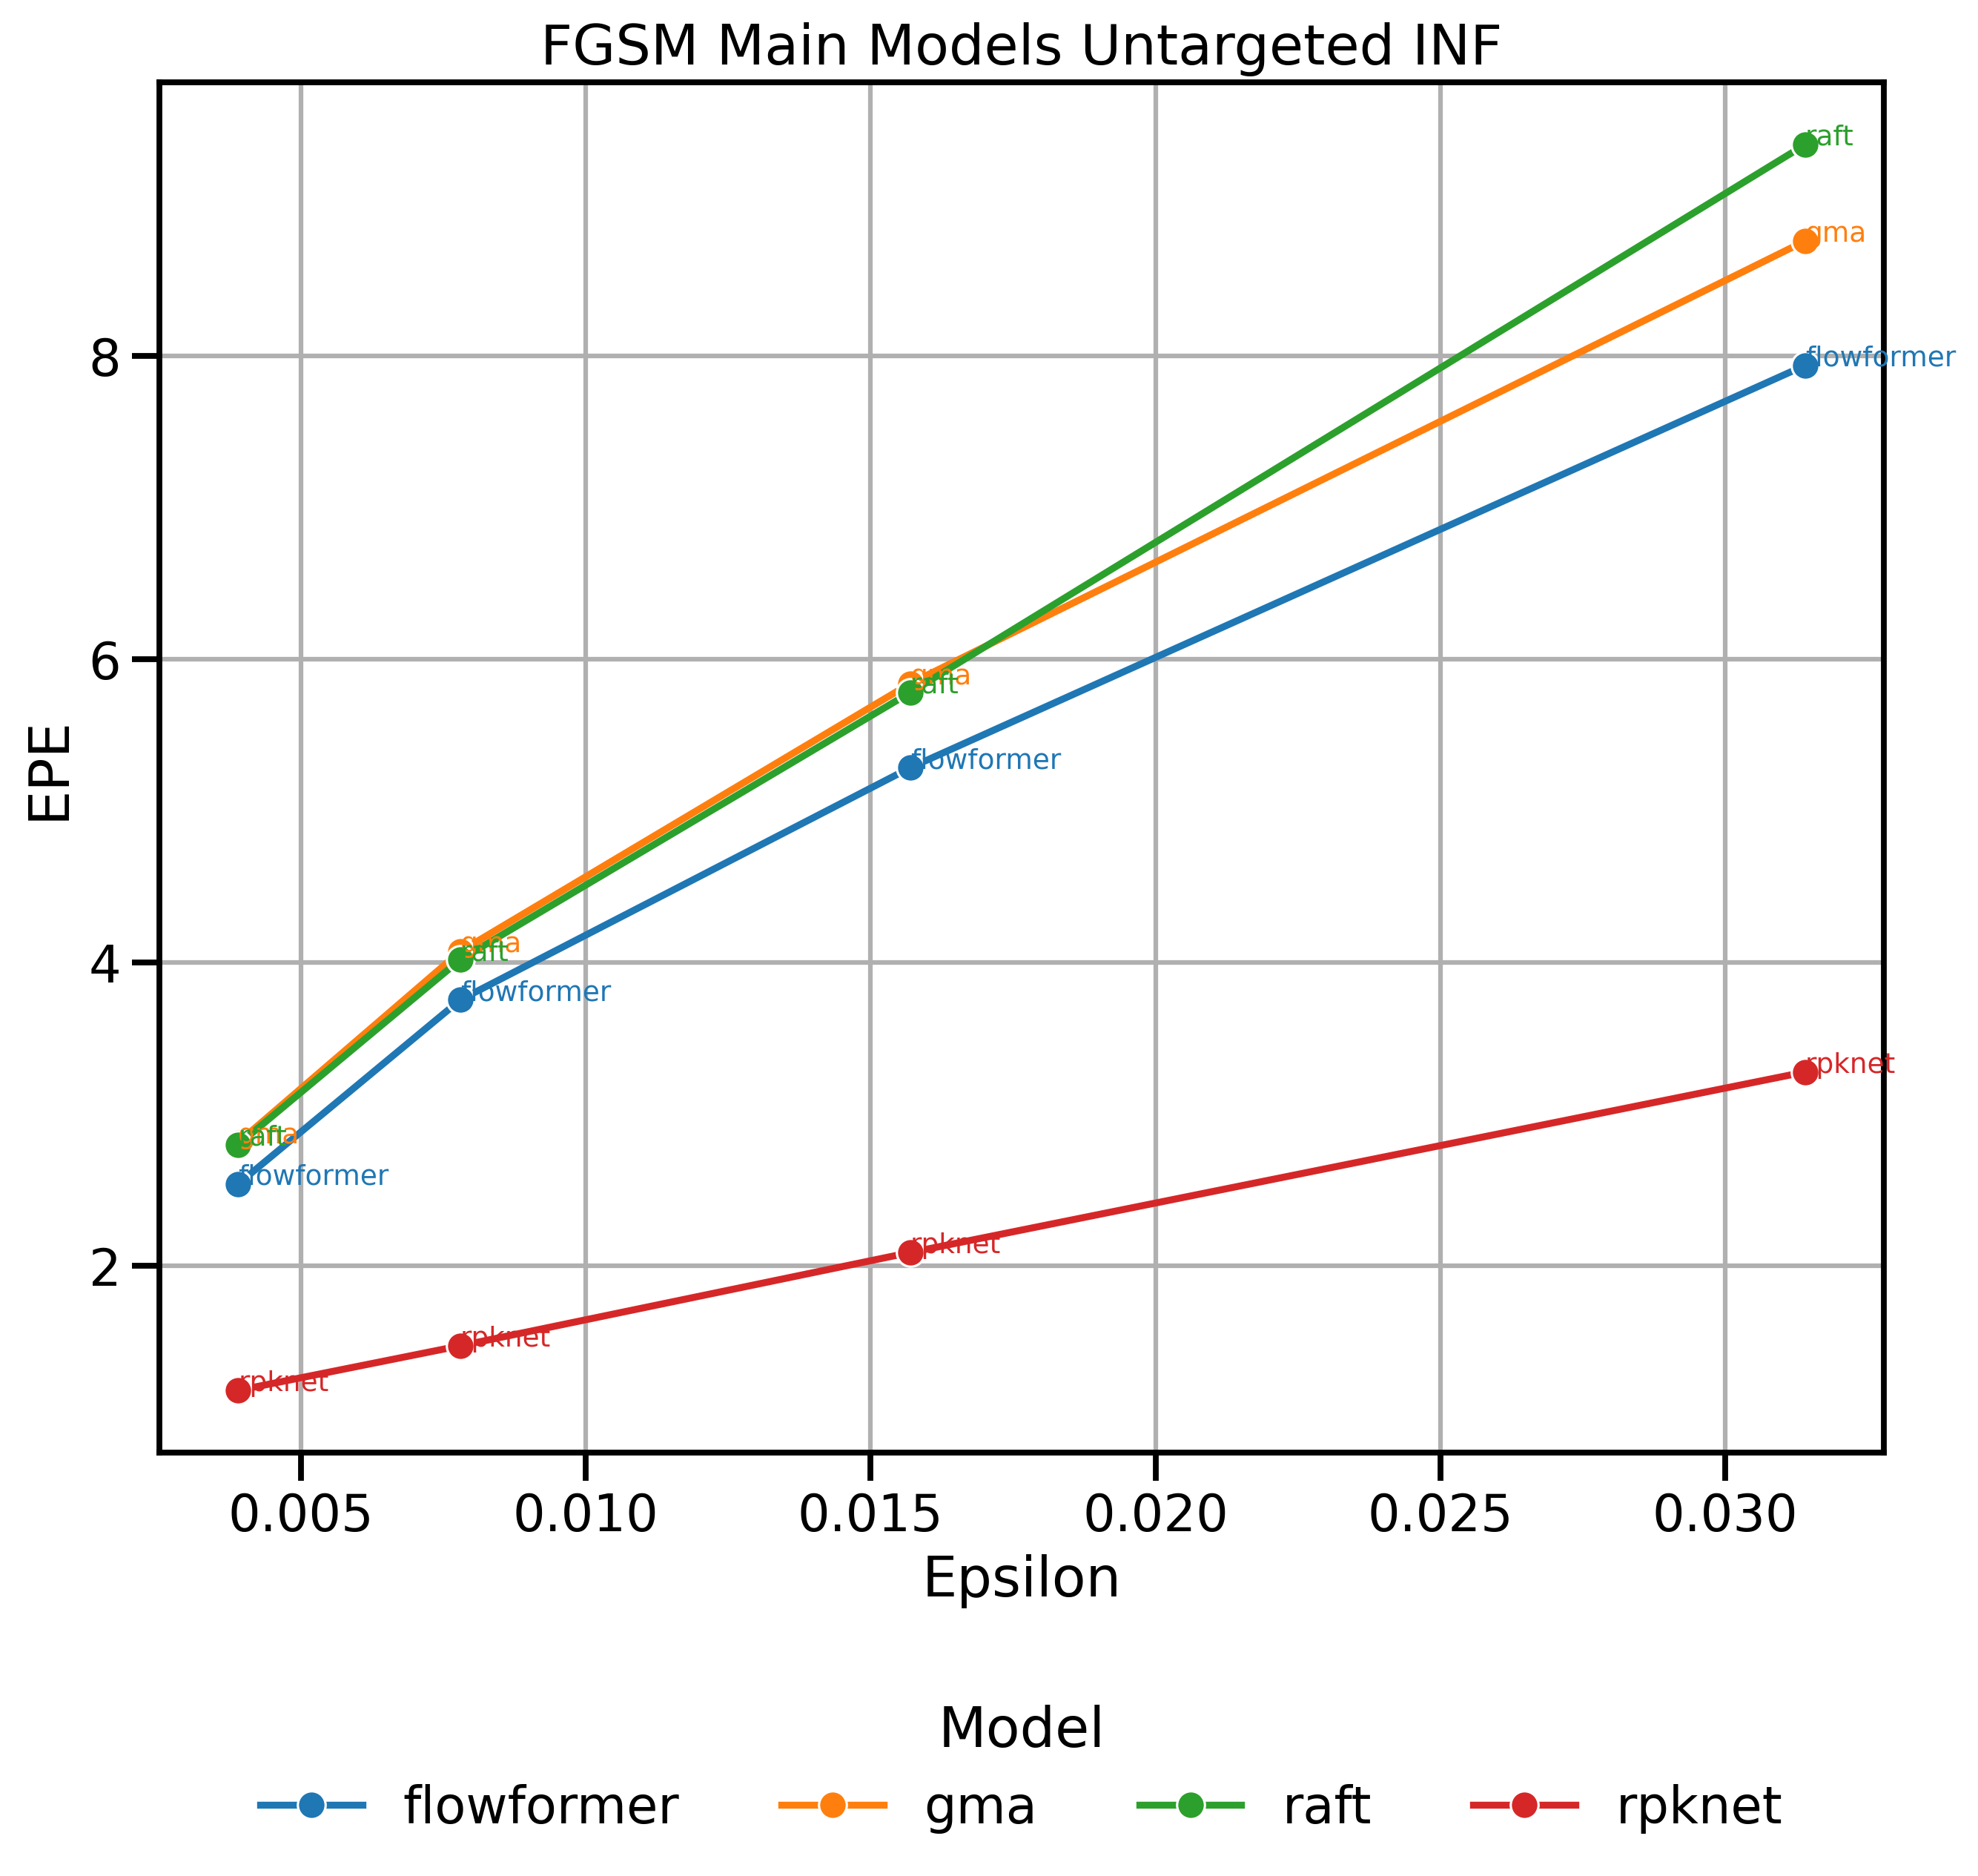 FGSM Main Models Untargeted INF
raft
gma
8
flowformer
6
gma
raft
flowformer
EPE
4
gma
raft
flowformer
rpknet
gma
raft
flowformer
2
rpknet
rpknet
rpknet
0.005 0.010 0.015 0.020 0.025 0.030
Epsilon
Model
flowformer gma raft rpknet